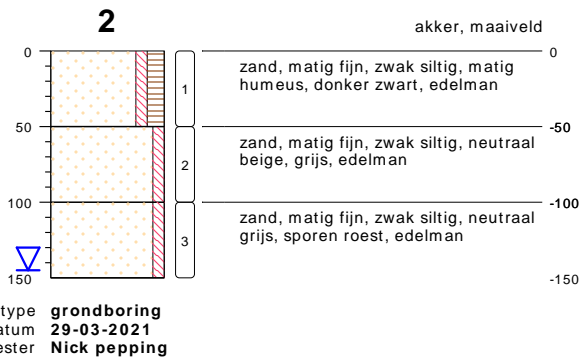 2
akker, maaiveld
0
0
zand, matig fijn, zwak siltig, matig
humeus, donker zwart, edelman
1
50
-50
zand, matig fijn, zwak siltig, neutraal
beige, grijs, edelman
2
100
-100
zand, matig fijn, zwak siltig, neutraal
grijs, sporen roest, edelman
3
150
-150
type grondboring
atum 29-03-2021
ester Nick pepping